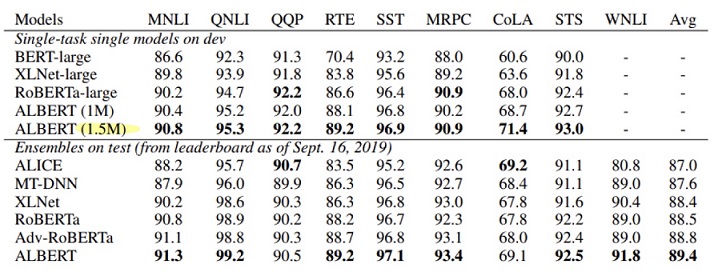 Models MNLI QNLI QQP RTE SST MRPC CoLA STS WNLI Avg
Single-task single models on dev
BERT-large 86.6 92.3 91.3 70.4 93.2 88.0 60.6 90.0 - -
XLNet-large 89.8 93.9 91.8 83.8 95.6 89.2 63.6 91.8 - -
RoBERTa-large 90.2 94.7 92.2 86.6 96.4 90.9 68.0 92.4 - -
ALBERT (1M) 90.4 95.2 92.0 88.1 96.8 90.2 68.7 92.7 - -
ALBERT (1.5M) 90.8 95.3 92.2 89.2 96.9 90.9 71.4 93.0 - -
Ensembles on test (from leaderboard as of Sept. 16, 2019)
ALICE 88.2 95.7 90.7 83.5 95.2 92.6 69.2 91.1 80.8 87.0
MT-DNN 87.9 96.0 89.9 86.3 96.5 92.7 68.4 91.1 89.0 87.6
XLNet 90.2 98.6 90.3 86.3 96.8 93.0 67.8 91.6 90.4 88.4
RoBERTa 90.8 98.9 90.2 88.2 96.7 92.3 67.8 92.2 89.0 88.5
Adv-RoBERTa 91.1 98.8 90.3 88.7 96.8 93.1 68.0 92.4 89.0 88.8
ALBERT 91.3 99.2 90.5 89.2 97.1 93.4 69.1 92.5 91.8 89.4